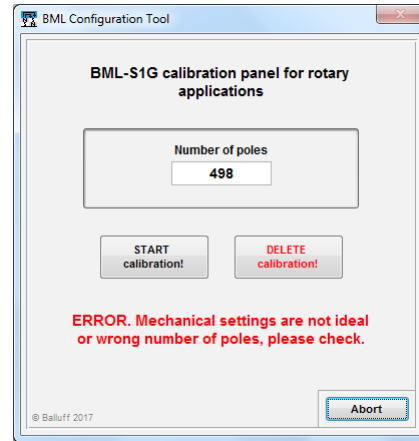 BML Configuration Tool
BML-S1G calibration panel for rotary
applications
Number of poles
498
START
calibration!
DELETE
calibration!
ERROR. Mechanical settings are not ideal
or wrong number of poles, please check.
Abort
© Balluff 2017